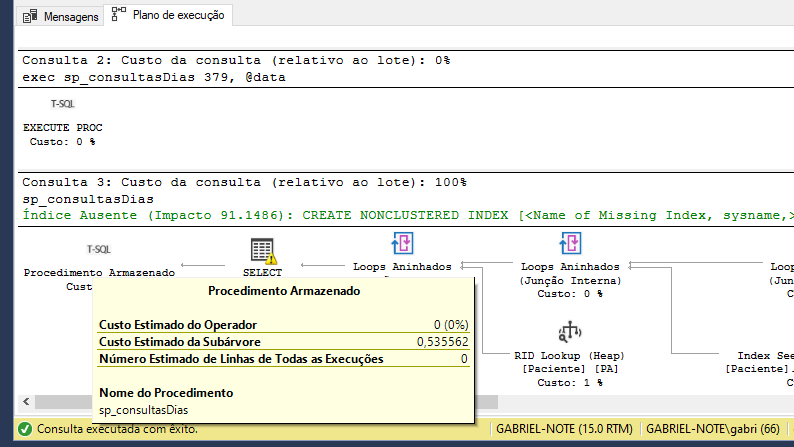 Mensagens
Plano de execução
Consulta 2: Custo da consulta (relativo ao lote): 0%
exec sp_consultasDias 379, @data
T-SQL
EXECUTE PROC
Custo: 0 %
Consulta 3: Custo da consulta (relativo ao lote): 100%
sp_consultasDias
Índice Ausente (Impacto 91.1486): CREATE NONCLUSTERED INDEX [<Name of Missing Index, sysname,>
T-SQL
Procedimento Armazenado
SELECT
Loops Aninhados
Loops Aninhados
(Junção Interna)
Custo: 0 %
Procedimento Armazenado
Custo Estimado do Operador 0 (0%)
Custo Estimado da Subárvore 0,535562
Número Estimado de Linhas de Todas as Execuções 0
Nome do Procedimento
sp_consultasDias
RID Lookup (Heap)
[Paciente] [PA]
Custo: 1 %
Index See
[Paciente].
Custo
Consulta executada com êxito.
GABRIEL-NOTE (15.0 RTM)
GABRIEL-NOTE\gabri (66)